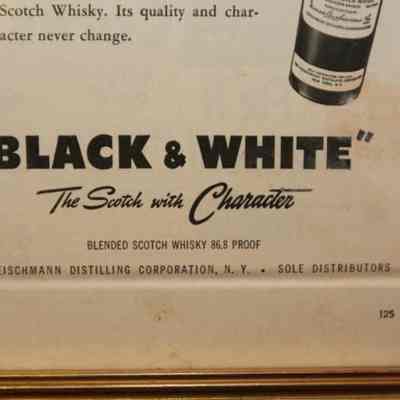 Scotch Whisky. Its quality and char-
acter never change.
BLACK & WHITE"
The Scotch with Character
BLENDED SCOTCH WHISKY 86.8 PROOF
EISCHMANN DISTILLING CORPORATION, N. Y. • SOLE DISTRIBUTORS
125